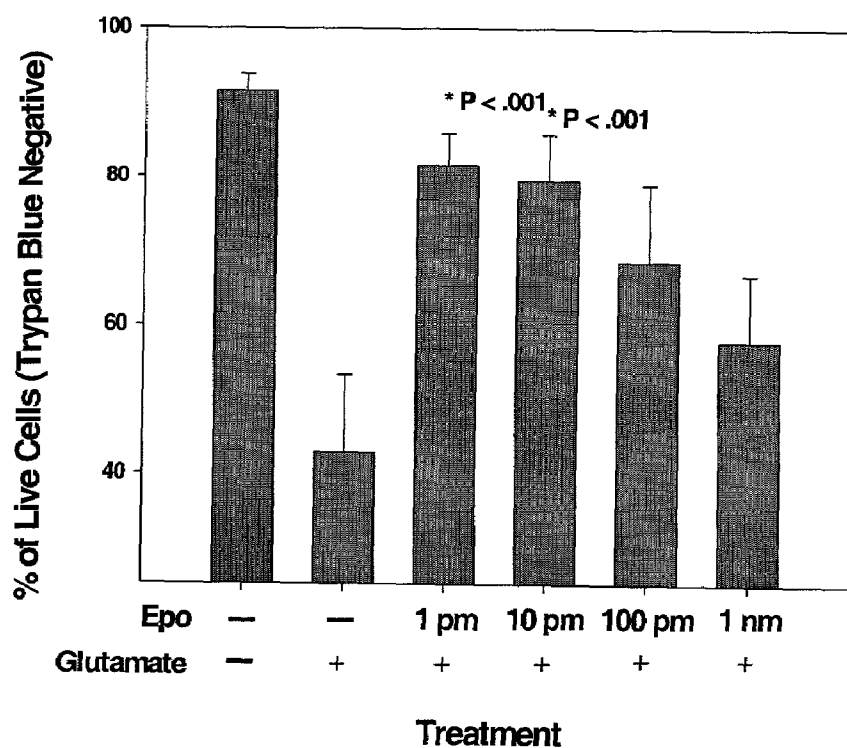 % of Live Cells (Trypan Blue Negative)
100
80
60
40
* P < .001
* P < .001
Epo — — 1 pm 10 pm 100 pm 1 nm
Glutamate — + + + + +
Treatment